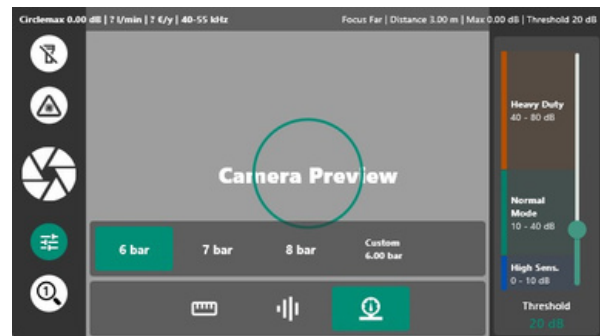 Circlemax 0.00 dB | ? l/min | ? €/y | 40-55 kHz
Focus Far | Distance 3.00 m | Max 0.00 dB | Threshold 20 dB
Heavy Duty
40 - 80 dB
Camera Preview
Normal
Mode
10 - 40 dB
6 bar
7 bar
8 bar
Custom
6.00 bar
High Sens.
0 - 10 dB
1
Threshold
20 dB